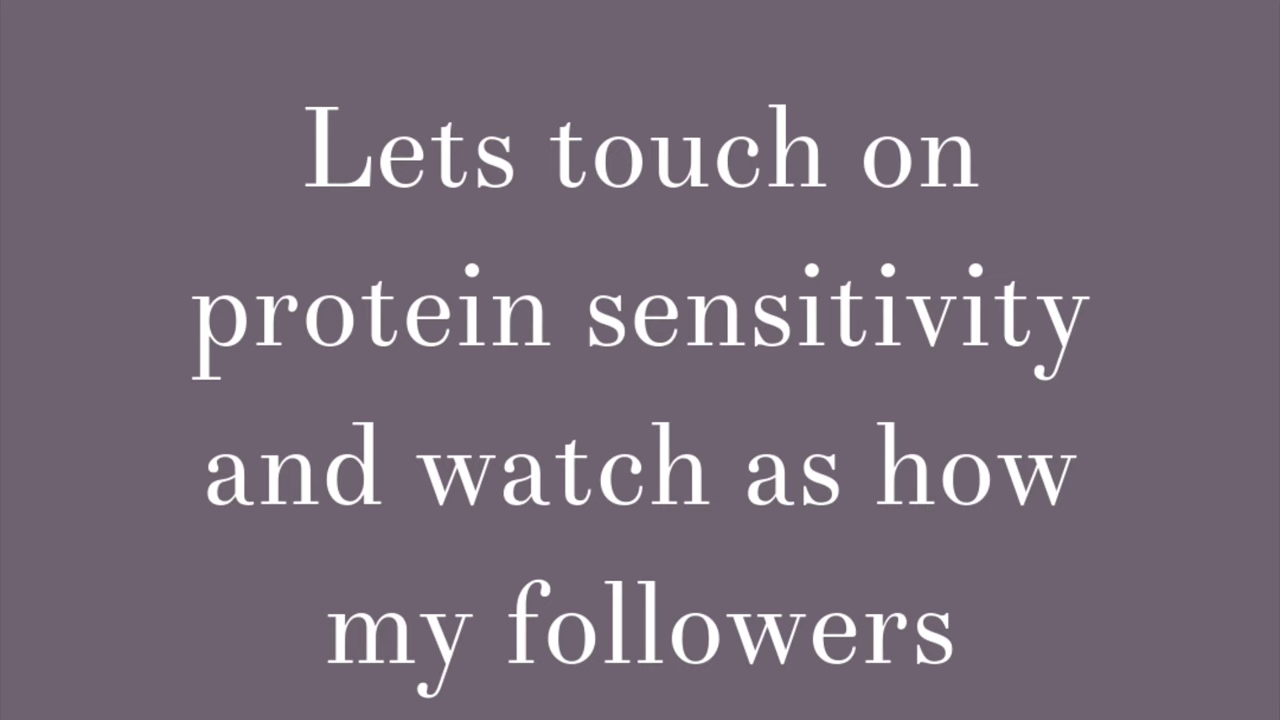 Lets touch on
protein sensitivity
and watch as how
my followers